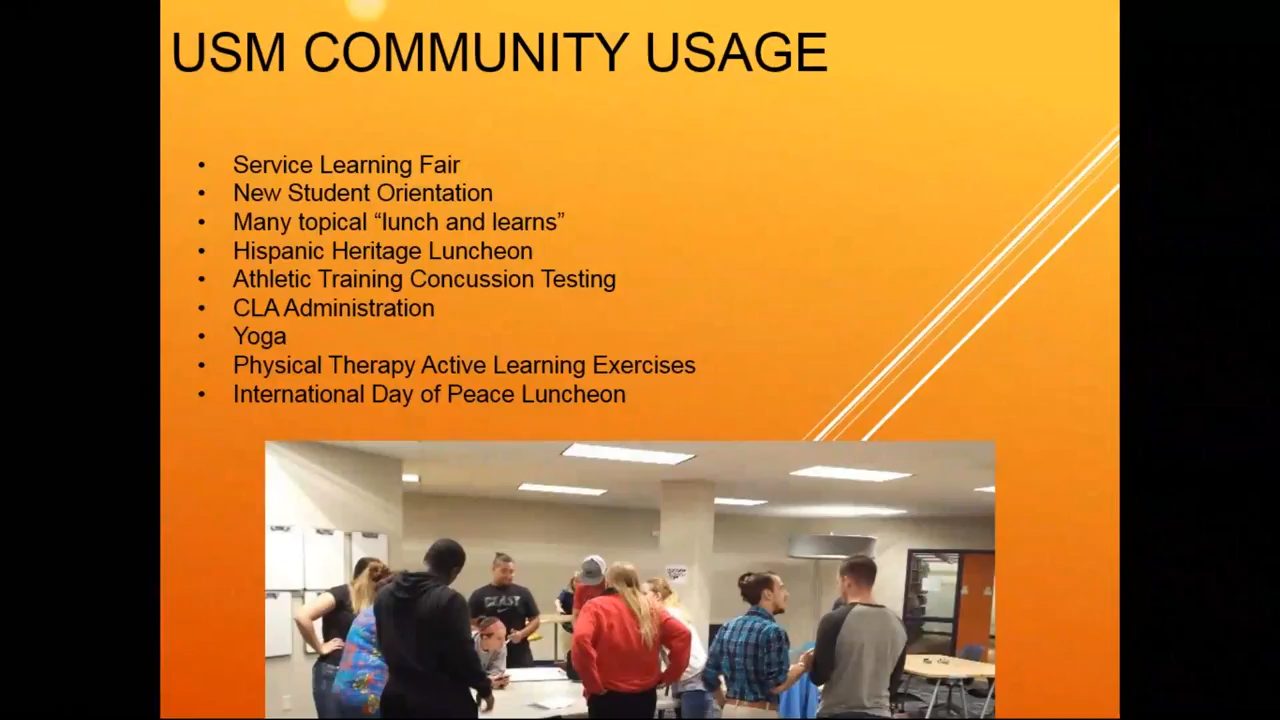 USM COMMUNITY USAGE
• Service Learning Fair
• New Student Orientation
• Many topical “lunch and learns”
• Hispanic Heritage Luncheon
• Athletic Training Concussion Testing
• CLA Administration
• Yoga
• Physical Therapy Active Learning Exercises
• International Day of Peace Luncheon